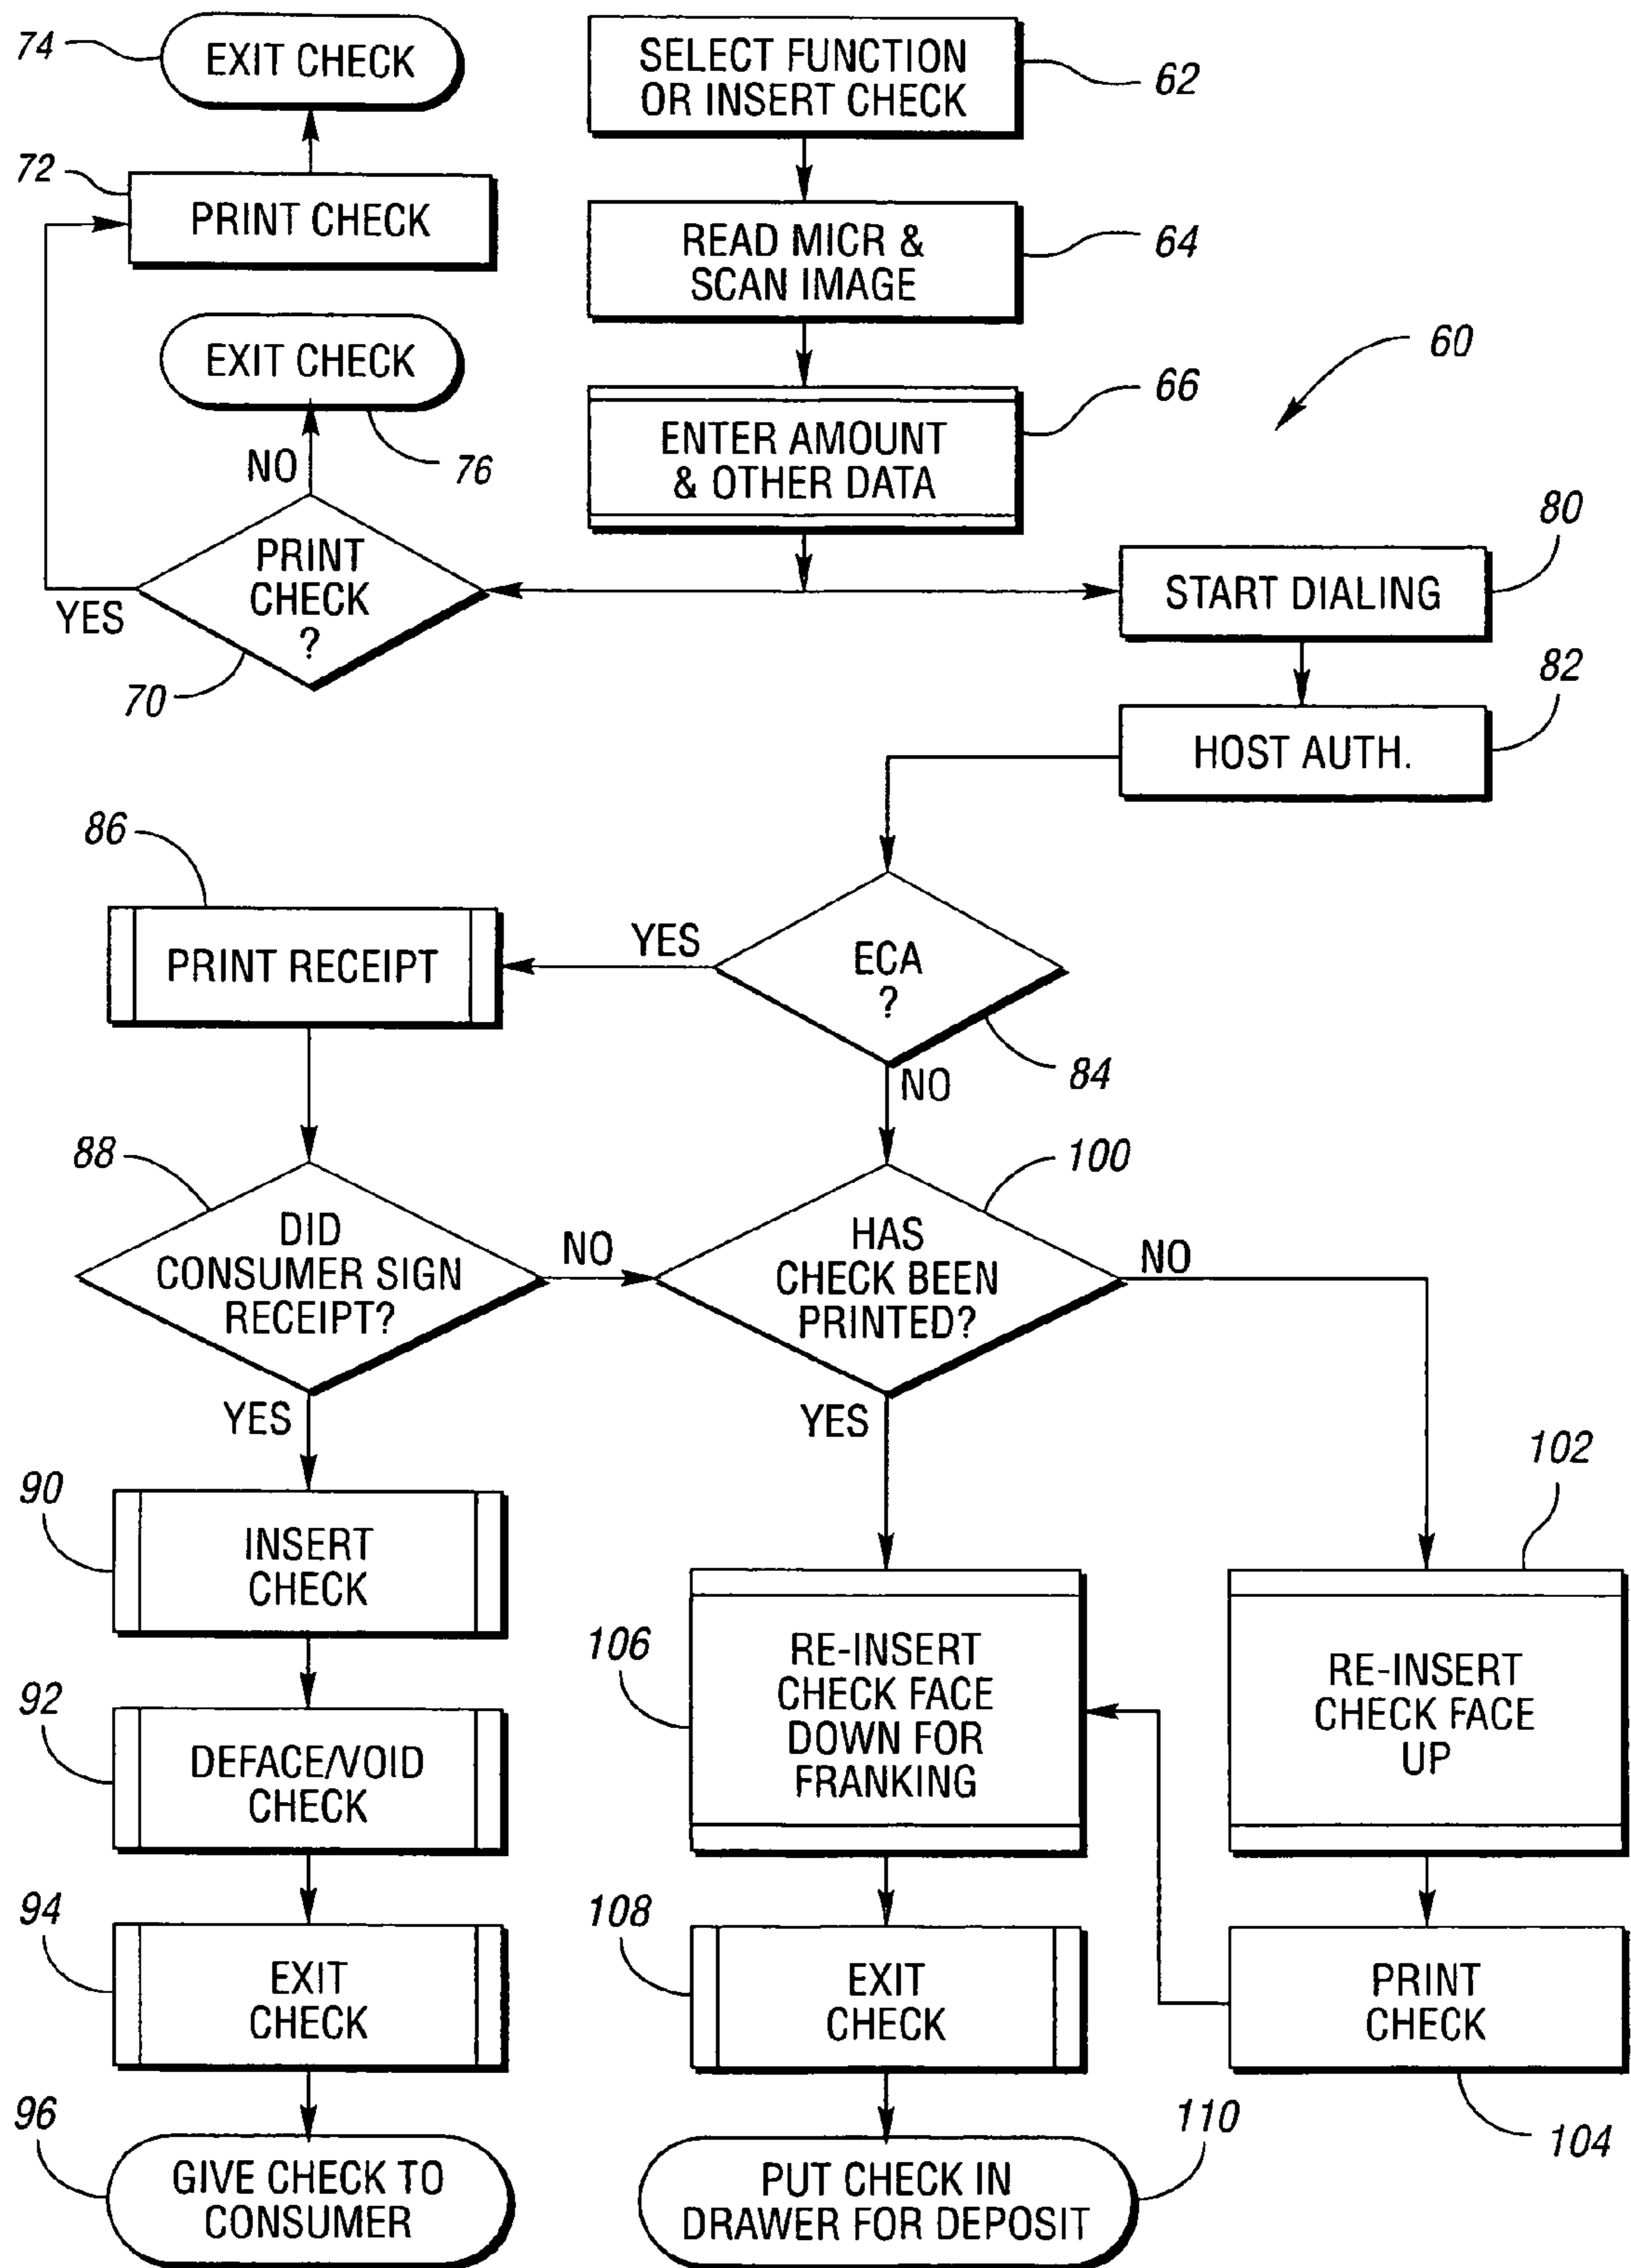 74
EXIT CHECK
SELECT FUNCTION
OR INSERT CHECK
62
72
PRINT CHECK
READ MICR &
SCAN IMAGE
64
EXIT CHECK
60
66
NO
76
ENTER AMOUNT
& OTHER DATA
80
PRINT
CHECK
?
YES
START DIALING
70
82
HOST AUTH.
86
PRINT RECEIPT
YES
ECA
?
84
NO
88
100
DID
CONSUMER SIGN
RECEIPT?
NO
HAS
CHECK BEEN
PRINTED?
NO
YES
YES
102
90
INSERT
CHECK
106
RE-INSERT
CHECK FACE
DOWN FOR
FRANKING
RE-INSERT
CHECK FACE
UP
92
DEFACE/VOID
CHECK
94
EXIT
CHECK
108
EXIT
CHECK
PRINT
CHECK
96
110
104
GIVE CHECK TO
CONSUMER
PUT CHECK IN
DRAWER FOR DEPOSIT